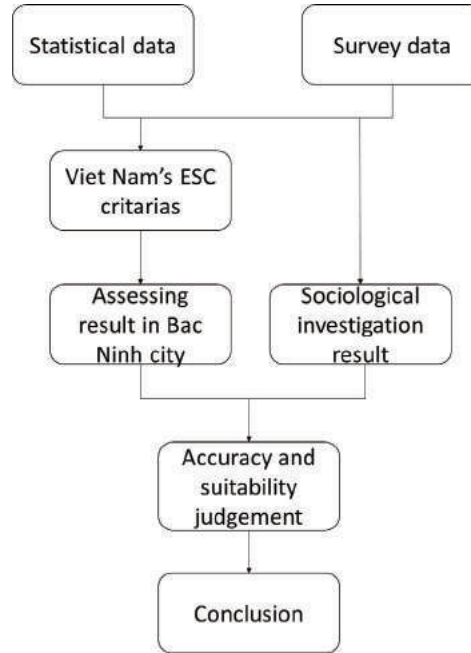 Statistical data
Survey data
Viet Nam's ESC
critarias
Assessing
result in Bac
Ninh city
Sociological
investigation
result
Accuracy and
suitability
judgement
Conclusion